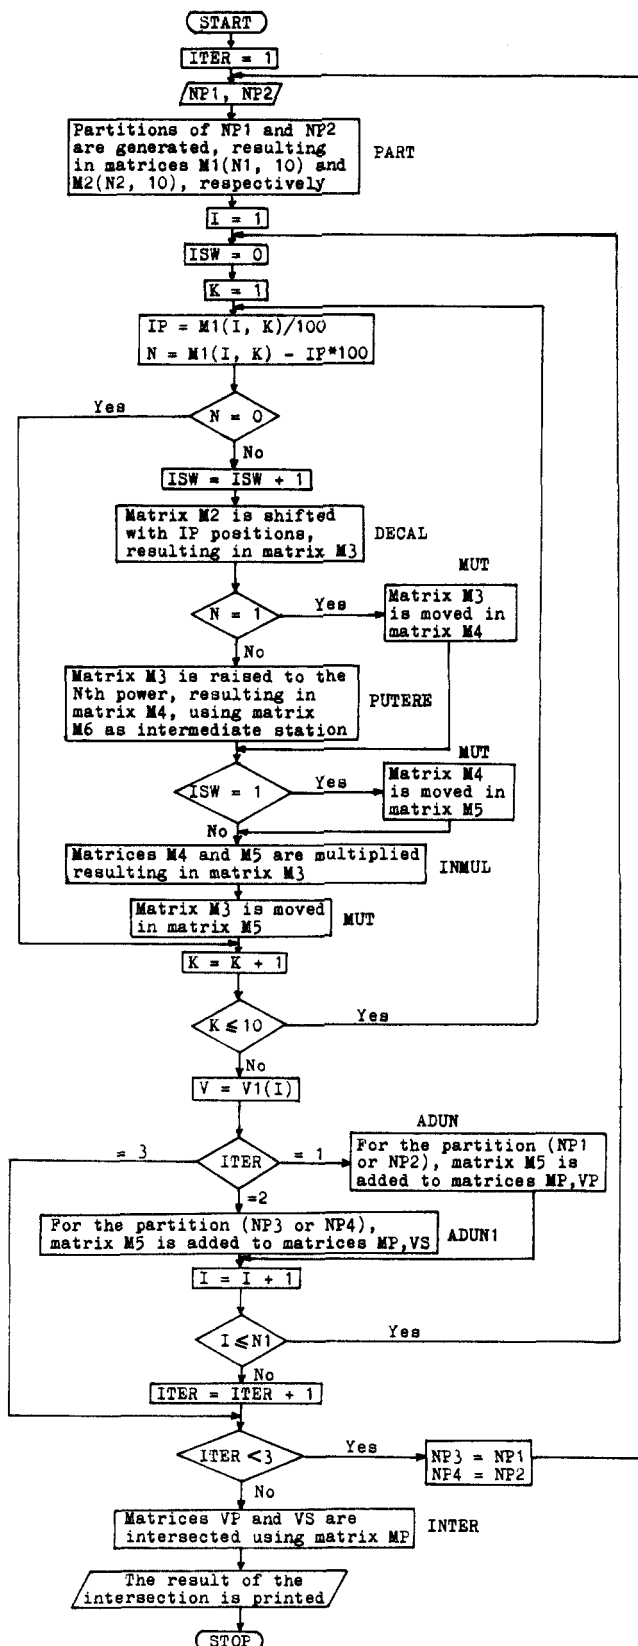 START
ITER = 1
NP1, NP2
Partitions of NP1 and NP2
are generated, resulting
in matrices M1(N1, 10) and
M2(N2, 10), respectively
PART
I = 1
ISW = 0
K = 1
IP = M1(I, K)/100
N = M1(I, K) - IP*100
Yes
N = 0
No
ISW = ISW + 1
Matrix M2 is shifted
with IP positions,
resulting in matrix M3
DECAL
MUT
N = 1
Yes
Matrix M3
is moved in
matrix M4
No
Matrix M3 is raised to the
Nth power, resulting in
matrix M4, using matrix
M6 as intermediate station
PUTERE
MUT
ISW = 1
Yes
Matrix M4
is moved in
matrix M5
No
Matrices M4 and M5 are multiplied
resulting in matrix M3
INMUL
Matrix M3 is moved
in matrix M5
MUT
K = K + 1
K ≤ 10
Yes
No
V = V1(I)
ADUN
= 3
ITER
= 1
For the partition (NP1
or NP2), matrix M5 is
added to matrices MP,VP
=2
For the partition (NP3 or NP4),
matrix M5 is added to matrices MP,VS
ADUN1
I = I + 1
I ≤ N1
Yes
No
ITER = ITER + 1
ITER < 3
Yes
NP3 = NP1
NP4 = NP2
No
Matrices VP and VS are
intersected using matrix MP
INTER
The result of the
intersection is printed
STOP